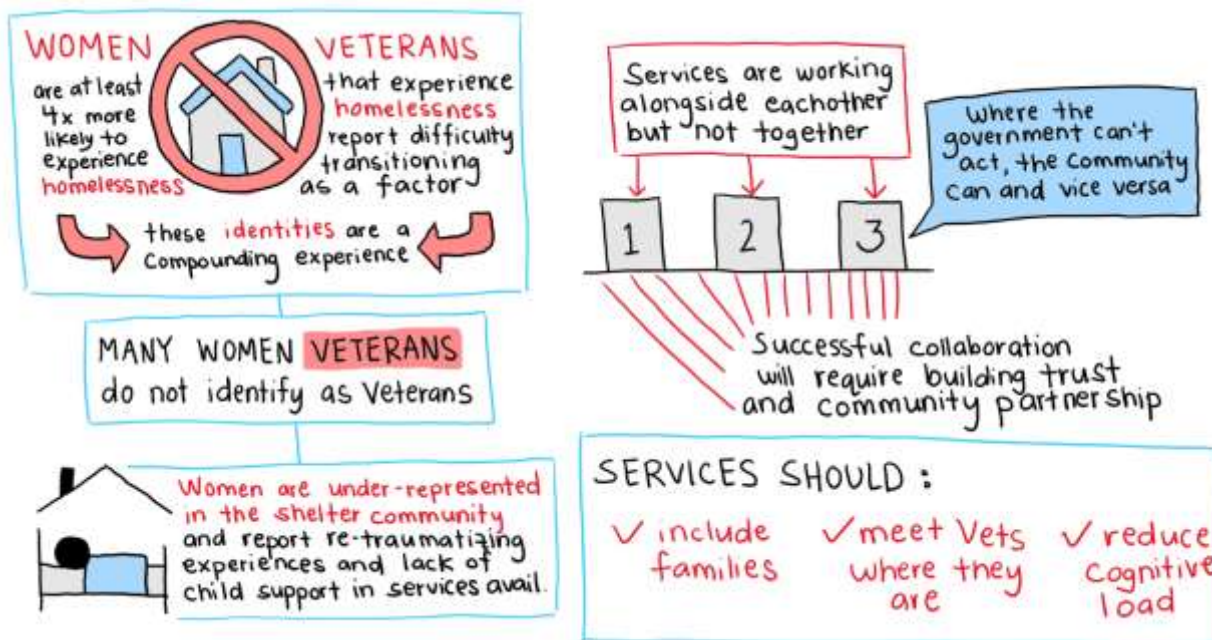 WOMEN
are at least
4x more
likely to
experience
homelessness
VETERANS
that experience
homelessness
report difficulty
transitioning
as a factor
these identities are a
compounding experience
MANY WOMEN VETERANS
do not identify as Veterans
Women are under-represented
in the shelter community
and report re-traumatizing
experiences and lack of
child support in services avail.
Services are working
alongside eachother
but not together
1 2 3
Where the
government can't
act, the community
can and vice versa
Successful collaboration
will require building trust
and community partnership
SERVICES SHOULD:
✓ include
families
✓ meet Vets
where they
are
✓ reduce
cognitive
load